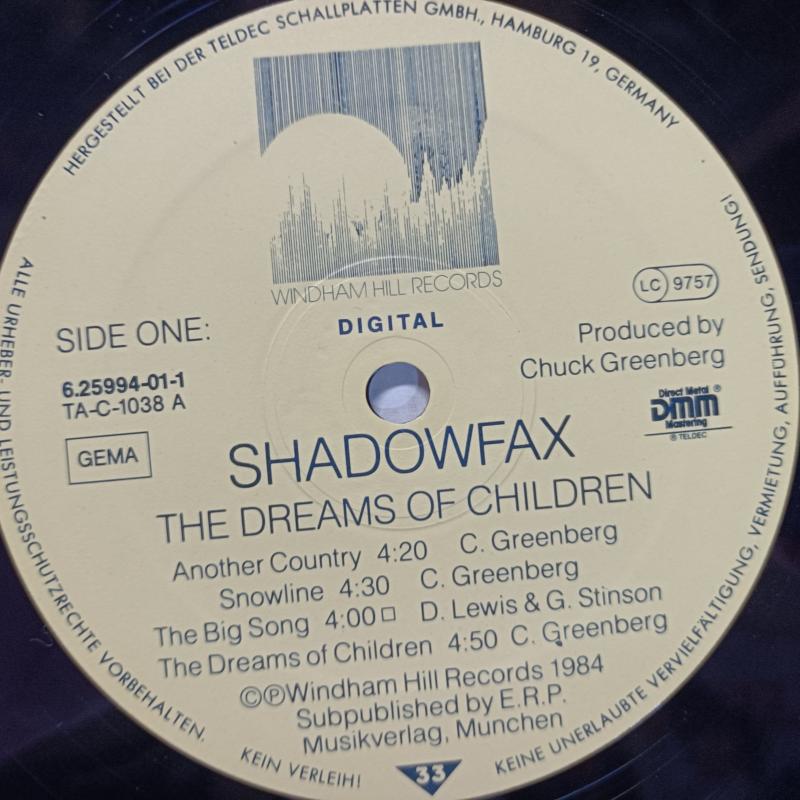 HERGESTELLT BEI DER TELDEC SCHALLPLATTEN GMBH., HAMBURG 19, GERMANY
WINDHAM HILL RECORDS
DIGITAL
LC 9757
SIDE ONE:
Produced by
Chuck Greenberg
6.25994-01-1
TA-C-1038 A
Direct Metal ®
DMM
Mastering
® TELDEC
GEMA
SHADOWFAX
THE DREAMS OF CHILDREN
Another Country 4:20 C. Greenberg
Snowline 4:30 C. Greenberg
The Big Song 4:00□ D. Lewis & G. Stinson
The Dreams of Children 4:50 C. Greenberg
©℗Windham Hill Records 1984
Subpublished by E.R.P.
Musikverlag, Munchen
33
ALLE URHEBER- UND LEISTUNGSSCHUTZRECHTE VORBEHALTEN.
KEIN VERLEIH!
KEINE UNERLAUBTE VERVIELFÄLTIGUNG, VERMIETUNG, AUFFÜHRUNG, SENDUNG!